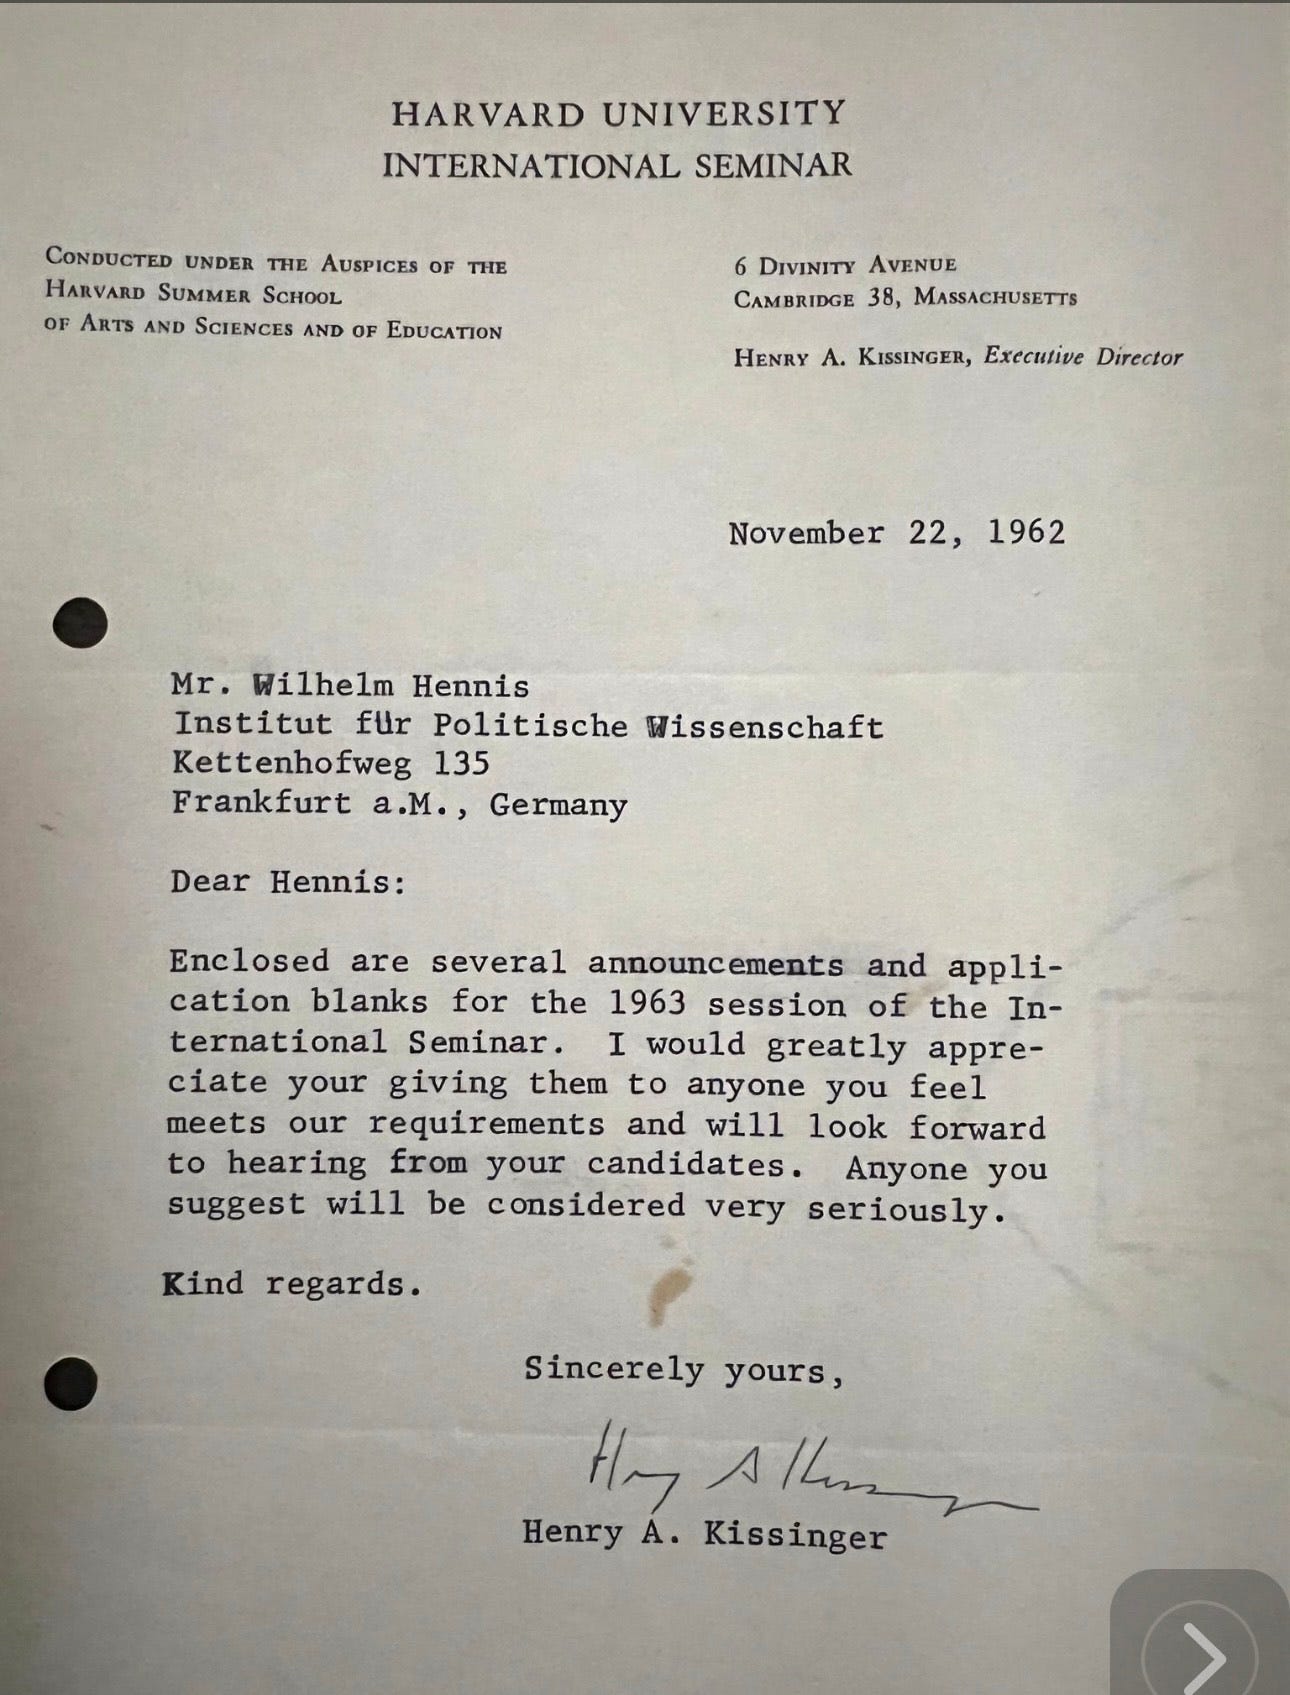 HARVARD UNIVERSITY
INTERNATIONAL SEMINAR
CONDUCTED UNDER THE AUSPICES OF THE
HARVARD SUMMER SCHOOL
OF ARTS AND SCIENCES AND OF EDUCATION
6 DIVINITY AVENUE
CAMBRIDGE 38, MASSACHUSETTS
HENRY A. KISSINGER, Executive Director
November 22, 1962
Mr. Wilhelm Hennis
Institut für Politische Wissenschaft
Kettenhofweg 135
Frankfurt a.M., Germany
Dear Hennis:
Enclosed are several announcements and appli-
cation blanks for the 1963 session of the In-
ternational Seminar. I would greatly appre-
ciate your giving them to anyone you feel
meets our requirements and will look forward
to hearing from your candidates. Anyone you
suggest will be considered very seriously.
Kind regards.
Sincerely yours,
Henry A Kissinger
Henry A. Kissinger